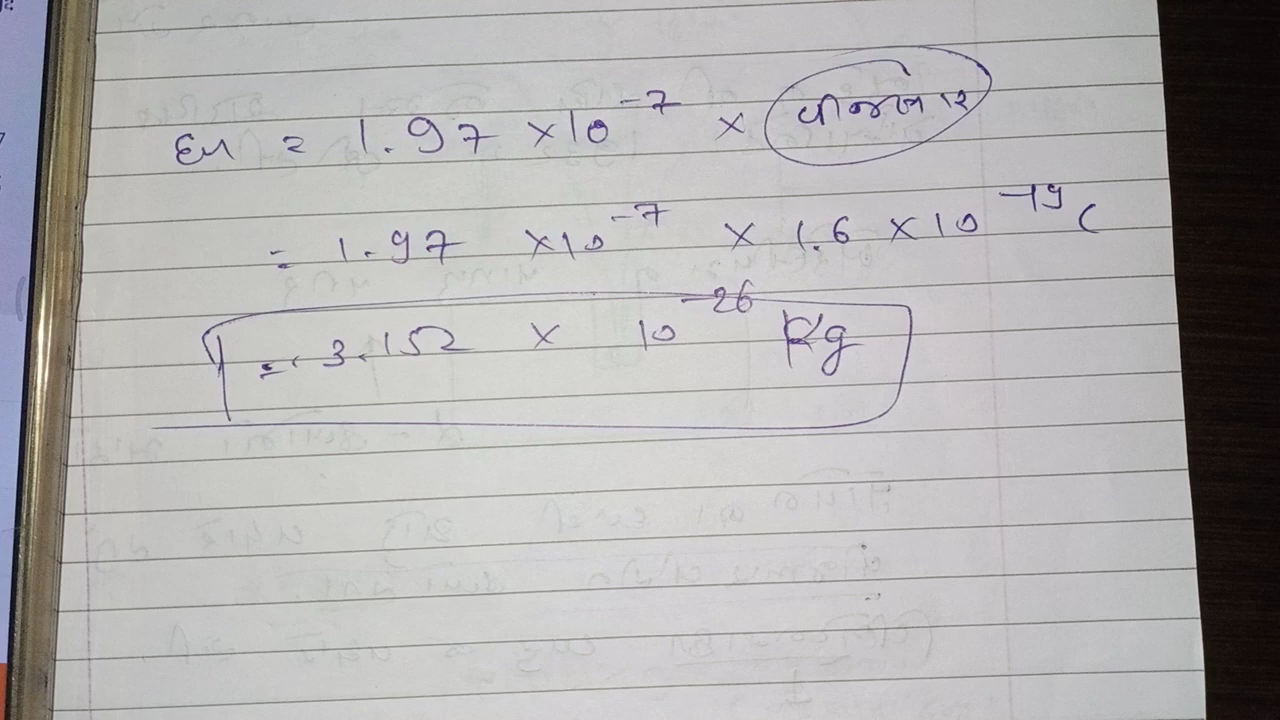 દળ = 1.97 × 10⁻⁷ × વીજભાર
= 1.97 × 10⁻⁷ × 1.6 × 10⁻¹⁹ C
= 3.152 × 10⁻²⁶ Kg